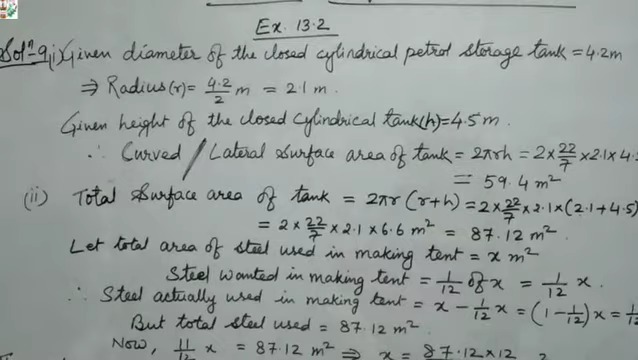 Ex. 13.2
Solⁿ-9(i) Given diameter of the closed cylindrical petrol storage tank = 4.2m
⇒ Radius(r) = 4.2/2 m = 2.1 m.
Given height of the closed cylindrical tank(h) = 4.5 m.
∴ Curved / Lateral Surface area of tank = 2πrh = 2 × 22/7 × 2.1 × 4.5
= 59.4 m²
(ii) Total Surface area of tank = 2πr (r+h) = 2 × 22/7 × 2.1 × (2.1+4.5)
= 2 × 22/7 × 2.1 × 6.6 m² = 87.12 m².
Let total area of steel used in making tent = x m²
Steel wanted in making tent = 1/12 of x = 1/12 x.
∴ Steel actually used in making tent = x - 1/12 x = (1 - 1/12) x =
But total steel used = 87.12 m².
Now, 11/12 x = 87.12 m² ⇒ x = 87.12×12